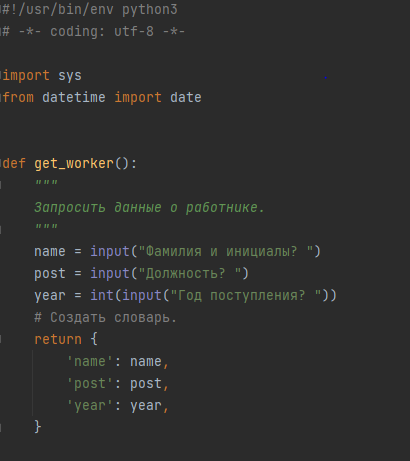 #!/usr/bin/env python3
# -*- coding: utf-8 -*-
import sys
from datetime import date
def get_worker():
    """
    Запросить данные о работнике.
    """
    name = input("Фамилия и инициалы? ")
    post = input("Должность? ")
    year = int(input("Год поступления? "))
    # Создать словарь.
    return {
        'name': name,
        'post': post,
        'year': year,
    }